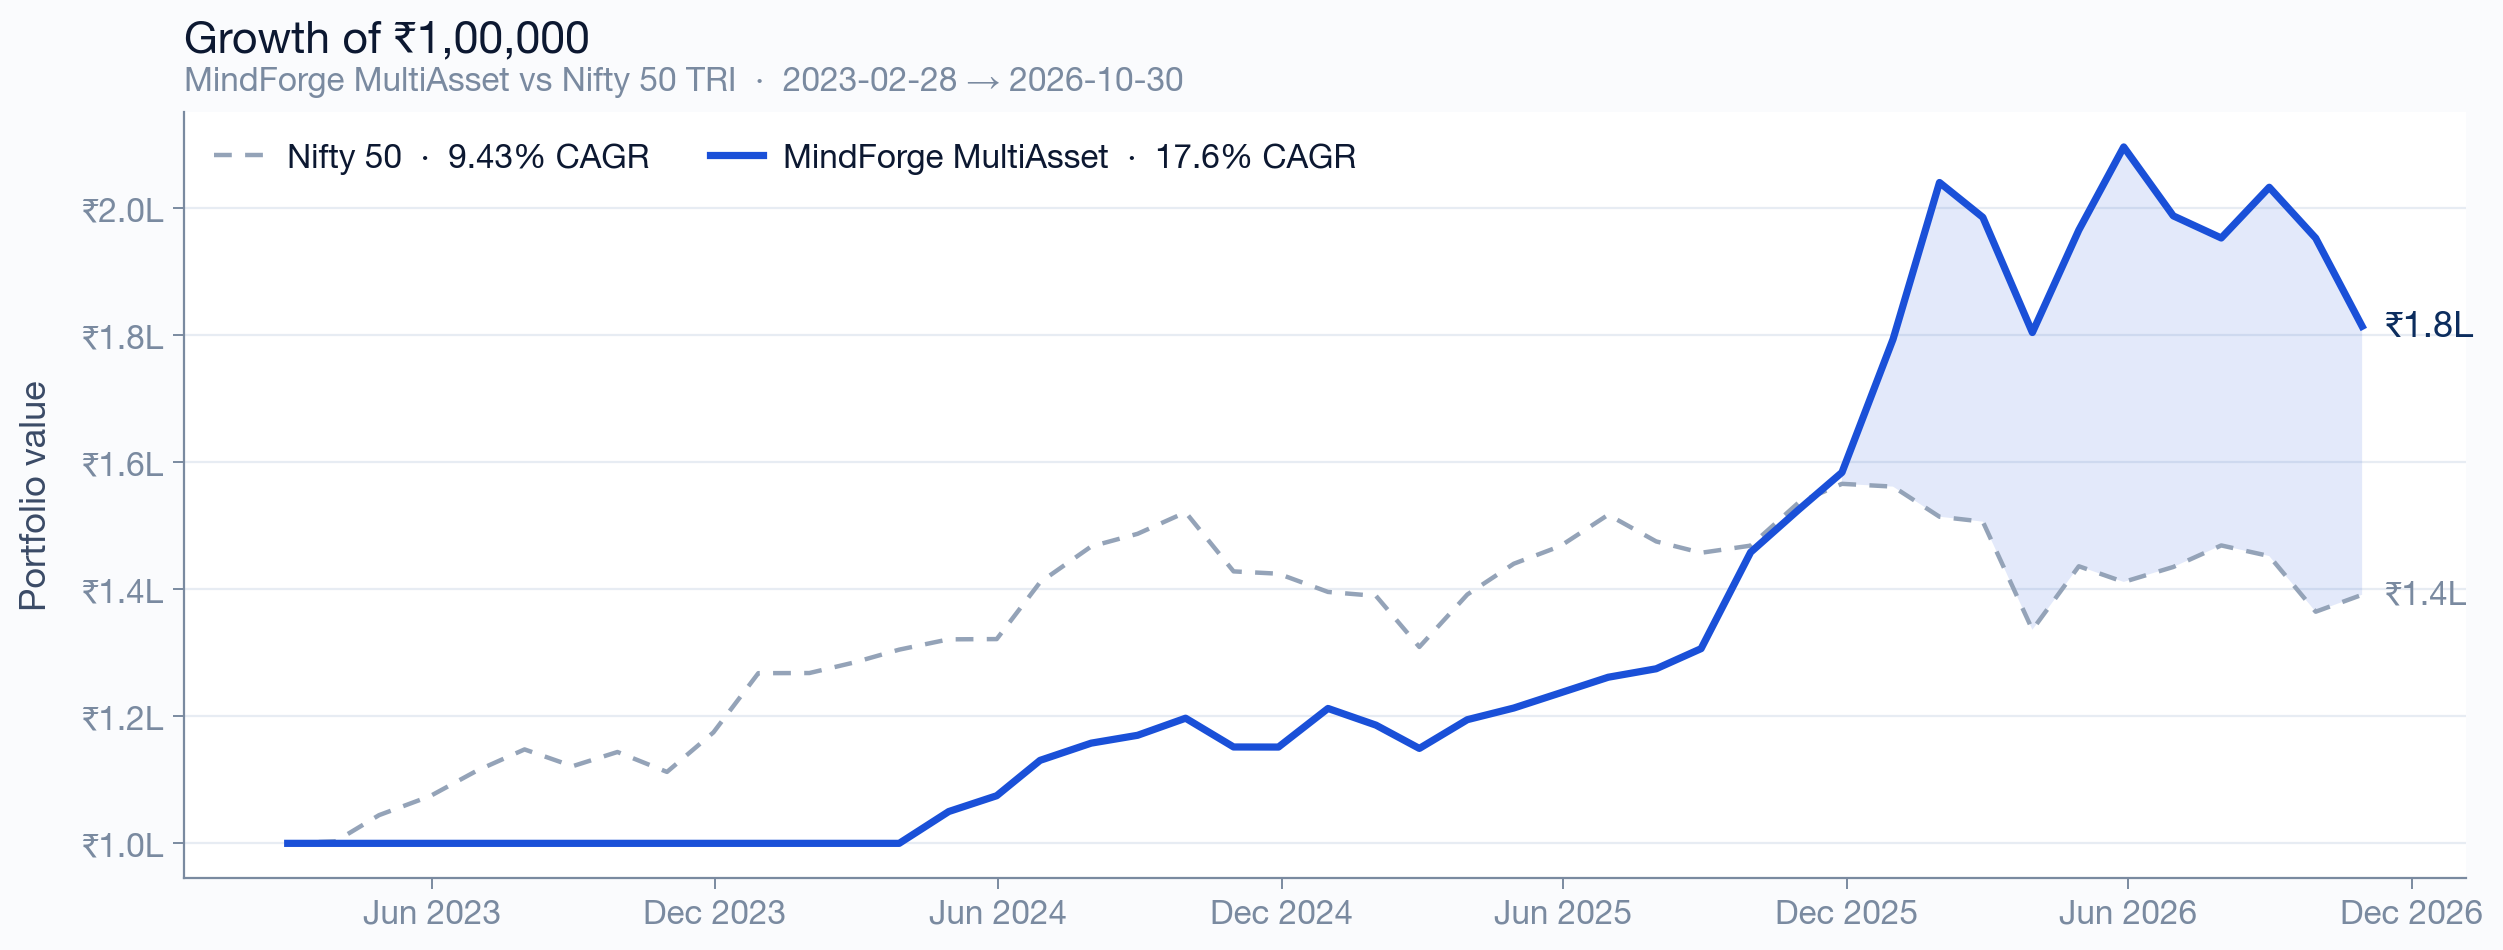 Growth of ₹1,00,000
MindForge MultiAsset vs Nifty 50 TRI · 2023-02-28 → 2026-10-30
Nifty 50 · 9.43% CAGR
MindForge MultiAsset · 17.6% CAGR
Portfolio value
₹2.0L
₹1.8L
₹1.6L
₹1.4L
₹1.2L
₹1.0L
₹1.8L
₹1.4L
Jun 2023
Dec 2023
Jun 2024
Dec 2024
Jun 2025
Dec 2025
Jun 2026
Dec 2026